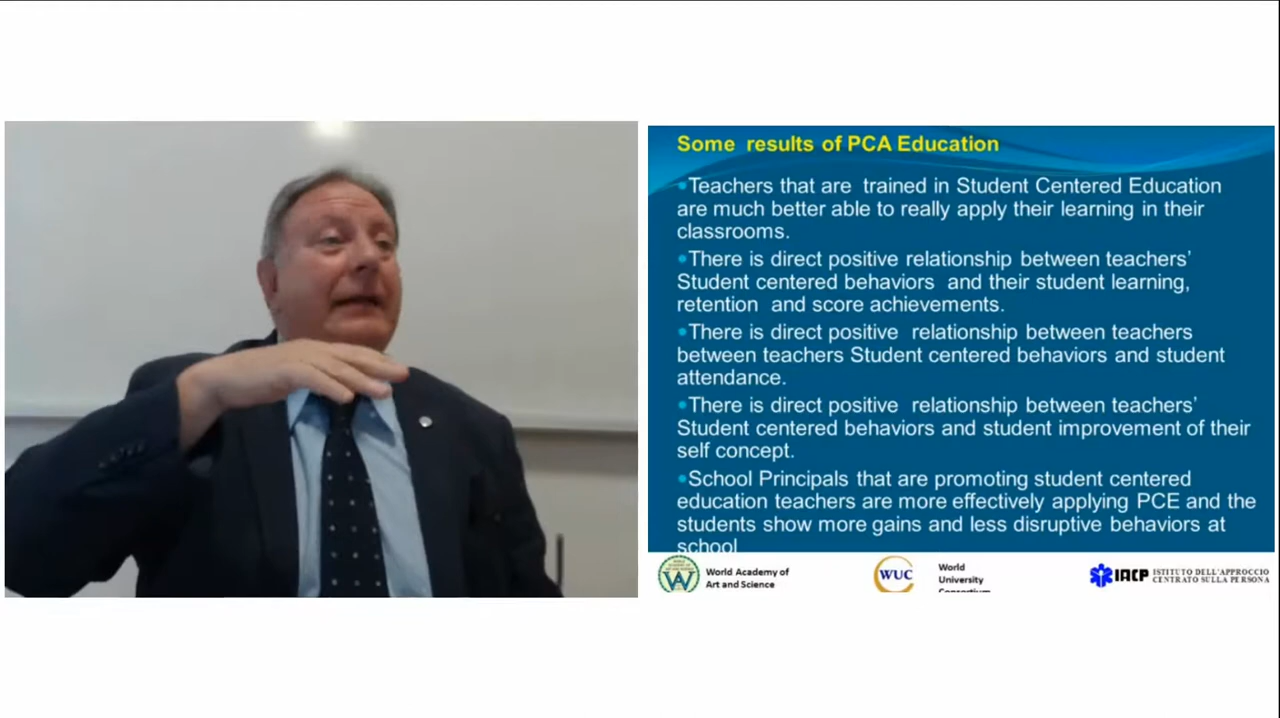 Some results of PCA Education
•Teachers that are trained in Student Centered Education
are much better able to really apply their learning in their
classrooms.
•There is direct positive relationship between teachers’
Student centered behaviors and their student learning,
retention and score achievements.
•There is direct positive relationship between teachers
between teachers Student centered behaviors and student
attendance.
•There is direct positive relationship between teachers’
Student centered behaviors and student improvement of their
self concept.
•School Principals that are promoting student centered
education teachers are more effectively applying PCE and the
students show more gains and less disruptive behaviors at
school
World Academy of
Art and Science
WUC
World
University
Consortium
IACP
ISTITUTO DELL'APPROCCIO
CENTRATO SULLA PERSONA